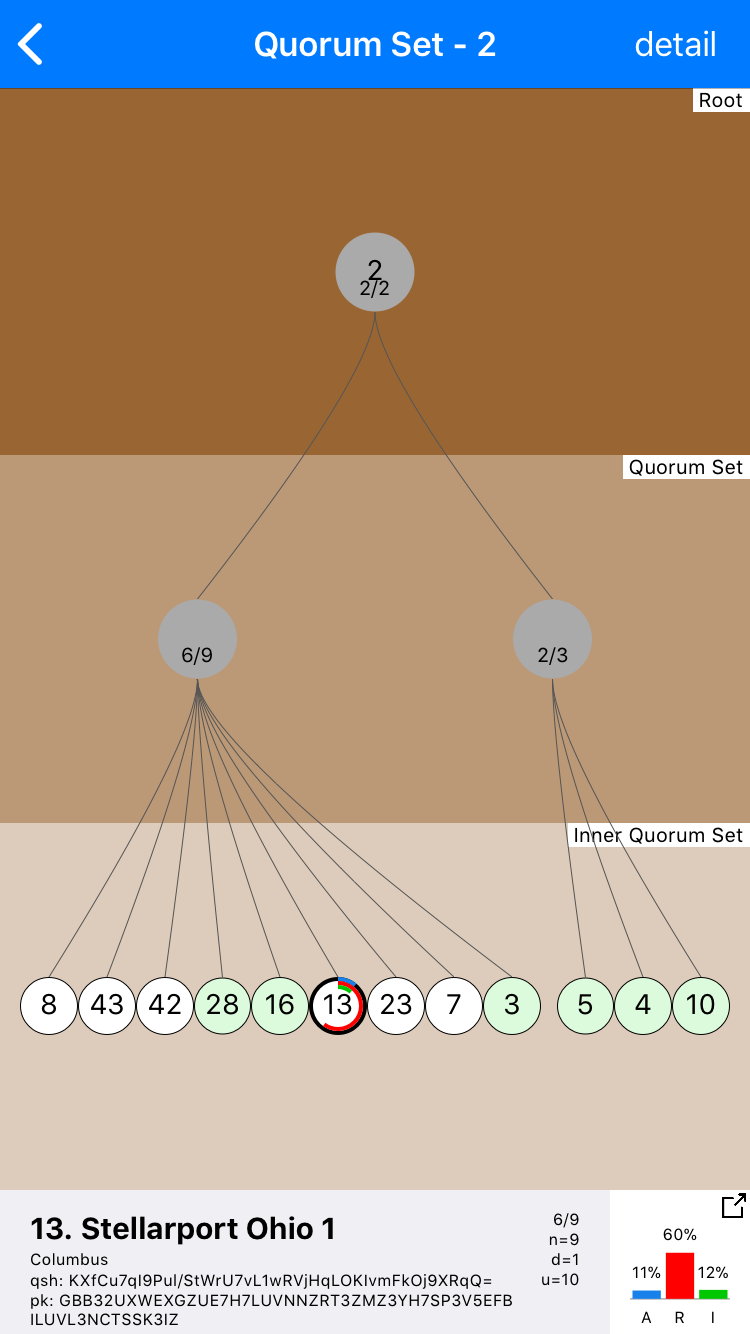 Quorum Set - 2
detail
Root
2
2/2
Quorum Set
6/9
2/3
Inner Quorum Set
8 43 42 28 16 13 23 7 3 5 4 10
13. Stellarport Ohio 1
Columbus
qsh: KXfCu7qI9PuI/StWrU7vL1wRVjHqLOKIvmFkOj9XRqQ=
pk: GBB32UXWEXGZUE7H7LUVNNZRT3ZMZ3YH7SP3V5EFB
ILUVL3NCTSSK3IZ
6/9
n=9
d=1
u=10
60%
11%
12%
A R I